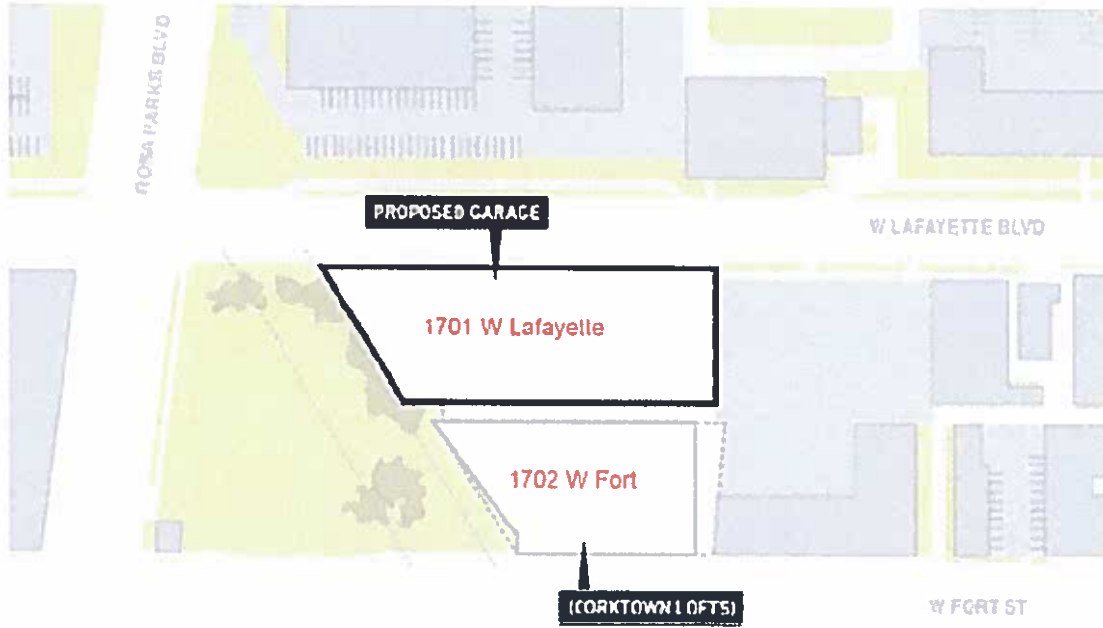 ROSA PARKS BLVD
PROPOSED GARAGE
W LAFAYETTE BLVD
1701 W Lafayette
1702 W Fort
(CORKTOWN LOFTS)
W FORT ST